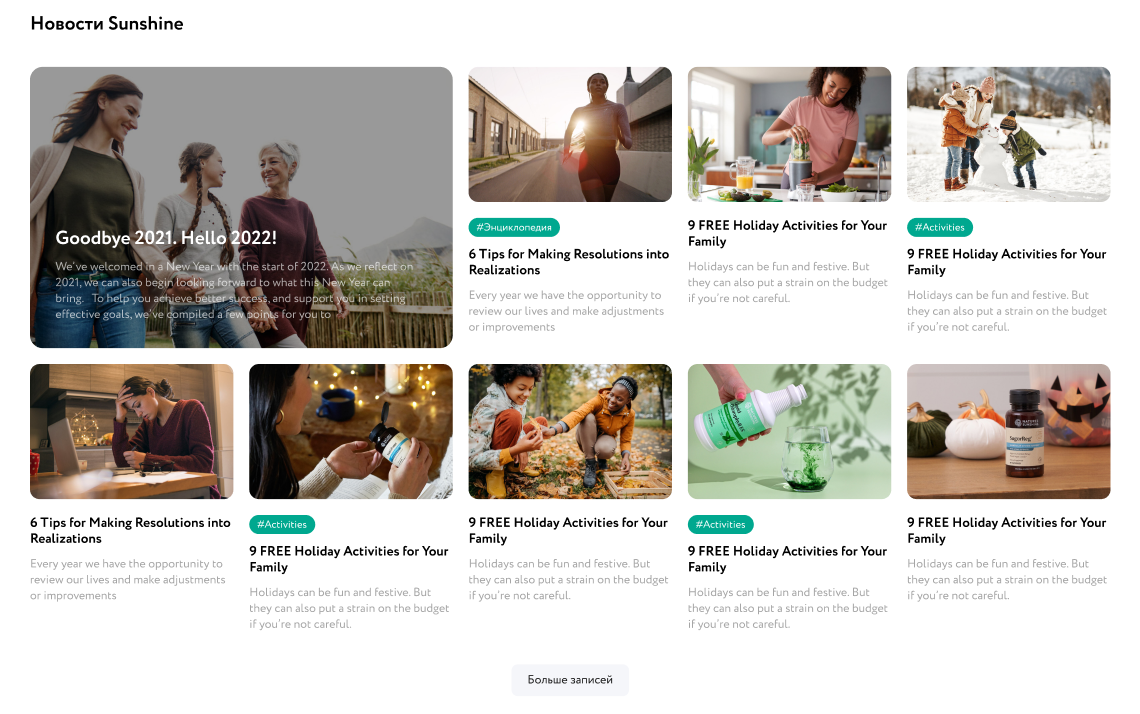 Новости Sunshine
Goodbye 2021. Hello 2022!
We've welcomed in a New Year with the start of 2022. As we reflect on
2021, we can also begin looking forward to what this New Year can
bring. To help you achieve better success, and support you in setting
effective goals, we've compiled a few points for you to
#Энциклопедия
6 Tips for Making Resolutions into
Realizations
Every year we have the opportunity to
review our lives and make adjustments
or improvements
9 FREE Holiday Activities for Your
Family
Holidays can be fun and festive. But
they can also put a strain on the budget
if you're not careful.
#Activities
9 FREE Holiday Activities for Your
Family
Holidays can be fun and festive. But
they can also put a strain on the budget
if you're not careful.
6 Tips for Making Resolutions into
Realizations
Every year we have the opportunity to
review our lives and make adjustments
or improvements
#Activities
9 FREE Holiday Activities for Your
Family
Holidays can be fun and festive. But
they can also put a strain on the budget
if you're not careful.
9 FREE Holiday Activities for Your
Family
Holidays can be fun and festive. But
they can also put a strain on the budget
if you're not careful.
#Activities
9 FREE Holiday Activities for Your
Family
Holidays can be fun and festive. But
they can also put a strain on the budget
if you're not careful.
SugarReg
9 FREE Holiday Activities for Your
Family
Holidays can be fun and festive. But
they can also put a strain on the budget
if you're not careful.
Больше записей